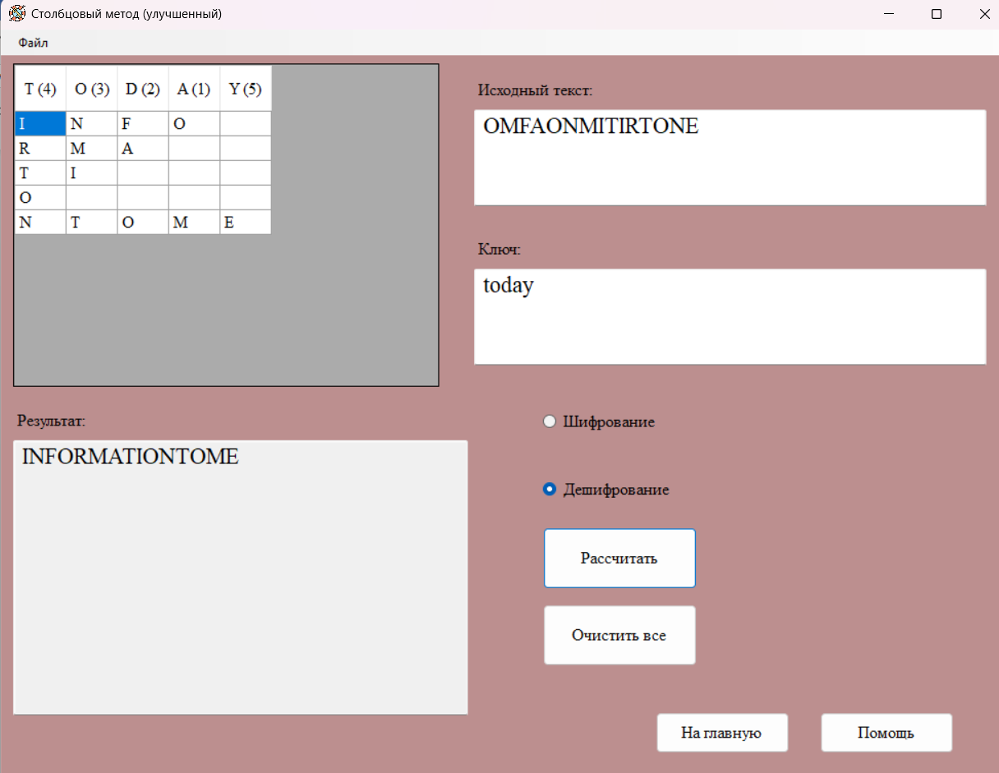 Столбцовый метод (улучшенный)
Файл
T (4) O (3) D (2) A (1) Y (5)
I N F O
R M A
T I
O
N T O M E
Исходный текст:
OMFAONMITIRTONE
Ключ:
today
Результат:
INFORMATIONTOME
Шифрование
Дешифрование
Рассчитать
Очистить все
На главную
Помощь